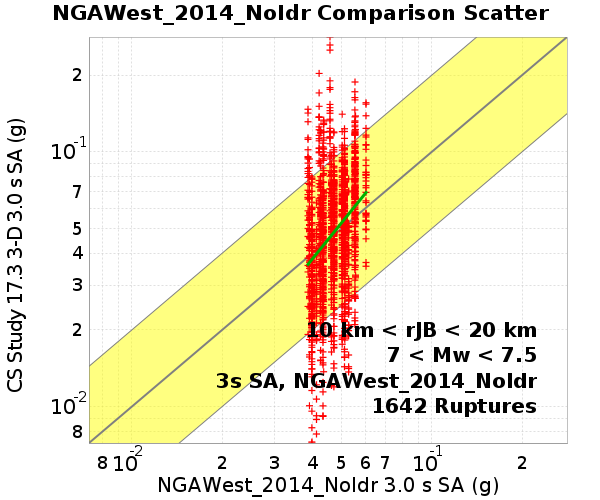 NGAWest_2014_NoIdr Comparison Scatter
CS Study 17.3 3-D 3.0 s SA (g)
2
10-1
7
5
4
3
2
10-2
8
10 km < rJB < 20 km
7 < Mw < 7.5
3s SA, NGAWest_2014_NoIdr
1642 Ruptures
8 10-2 2 3 4 5 6 7 10-1 2
NGAWest_2014_NoIdr 3.0 s SA (g)